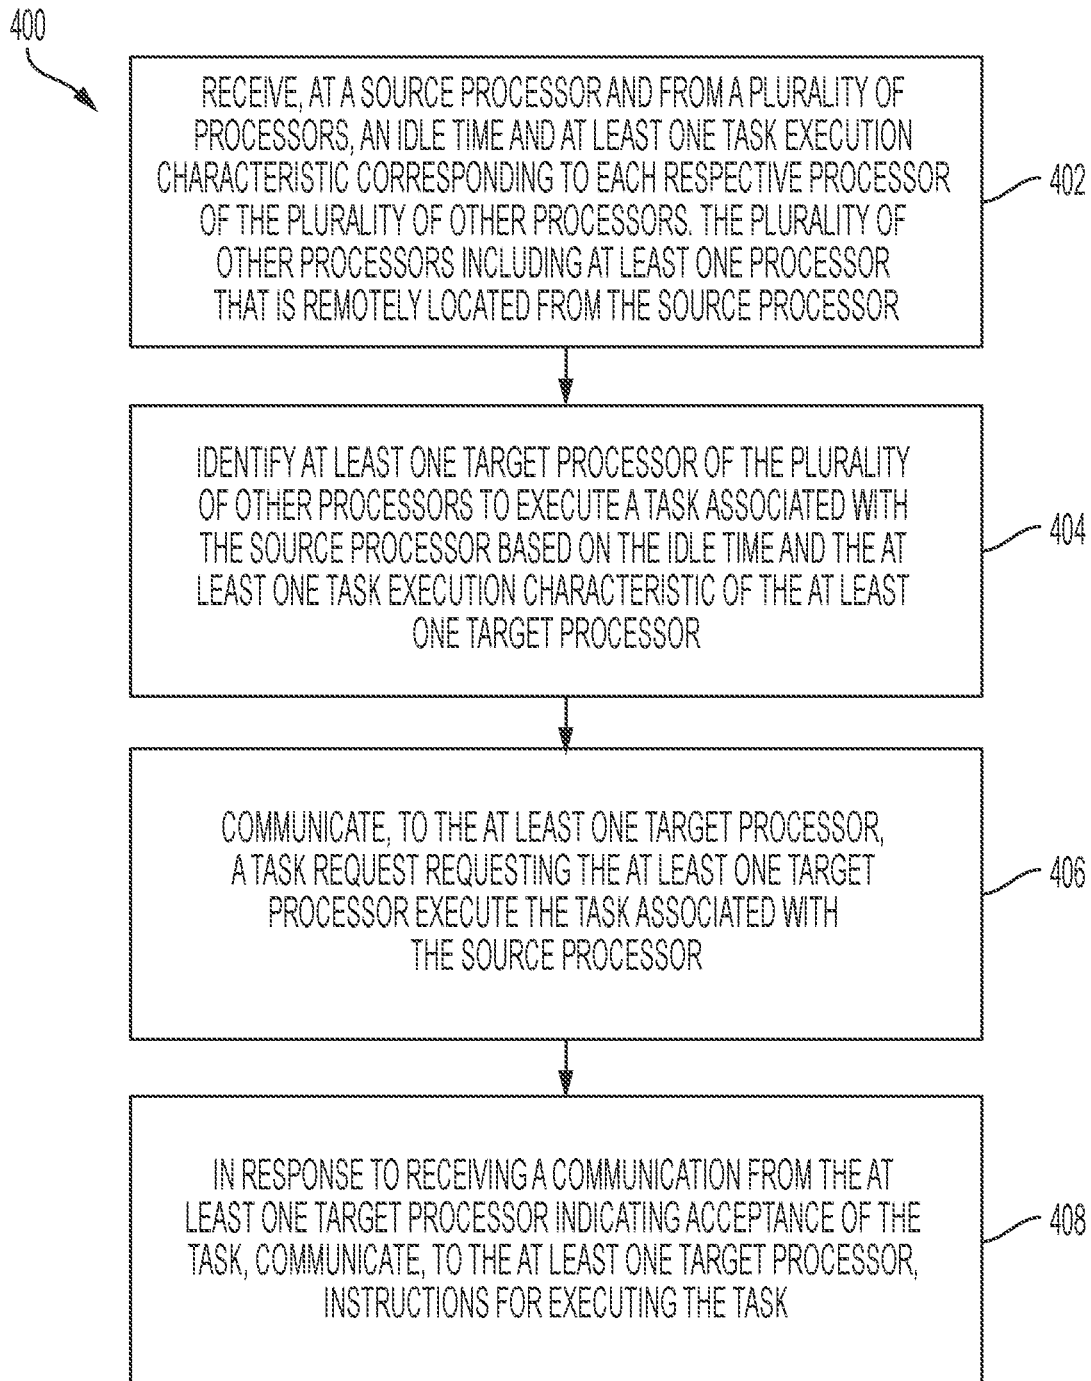 400
RECEIVE, AT A SOURCE PROCESSOR AND FROM A PLURALITY OF
PROCESSORS, AN IDLE TIME AND AT LEAST ONE TASK EXECUTION
CHARACTERISTIC CORRESPONDING TO EACH RESPECTIVE PROCESSOR
OF THE PLURALITY OF OTHER PROCESSORS. THE PLURALITY OF
OTHER PROCESSORS INCLUDING AT LEAST ONE PROCESSOR
THAT IS REMOTELY LOCATED FROM THE SOURCE PROCESSOR
402
IDENTIFY AT LEAST ONE TARGET PROCESSOR OF THE PLURALITY
OF OTHER PROCESSORS TO EXECUTE A TASK ASSOCIATED WITH
THE SOURCE PROCESSOR BASED ON THE IDLE TIME AND THE AT
LEAST ONE TASK EXECUTION CHARACTERISTIC OF THE AT LEAST
ONE TARGET PROCESSOR
404
COMMUNICATE, TO THE AT LEAST ONE TARGET PROCESSOR,
A TASK REQUEST REQUESTING THE AT LEAST ONE TARGET
PROCESSOR EXECUTE THE TASK ASSOCIATED WITH
THE SOURCE PROCESSOR
406
IN RESPONSE TO RECEIVING A COMMUNICATION FROM THE AT
LEAST ONE TARGET PROCESSOR INDICATING ACCEPTANCE OF THE
TASK, COMMUNICATE, TO THE AT LEAST ONE TARGET PROCESSOR,
INSTRUCTIONS FOR EXECUTING THE TASK
408